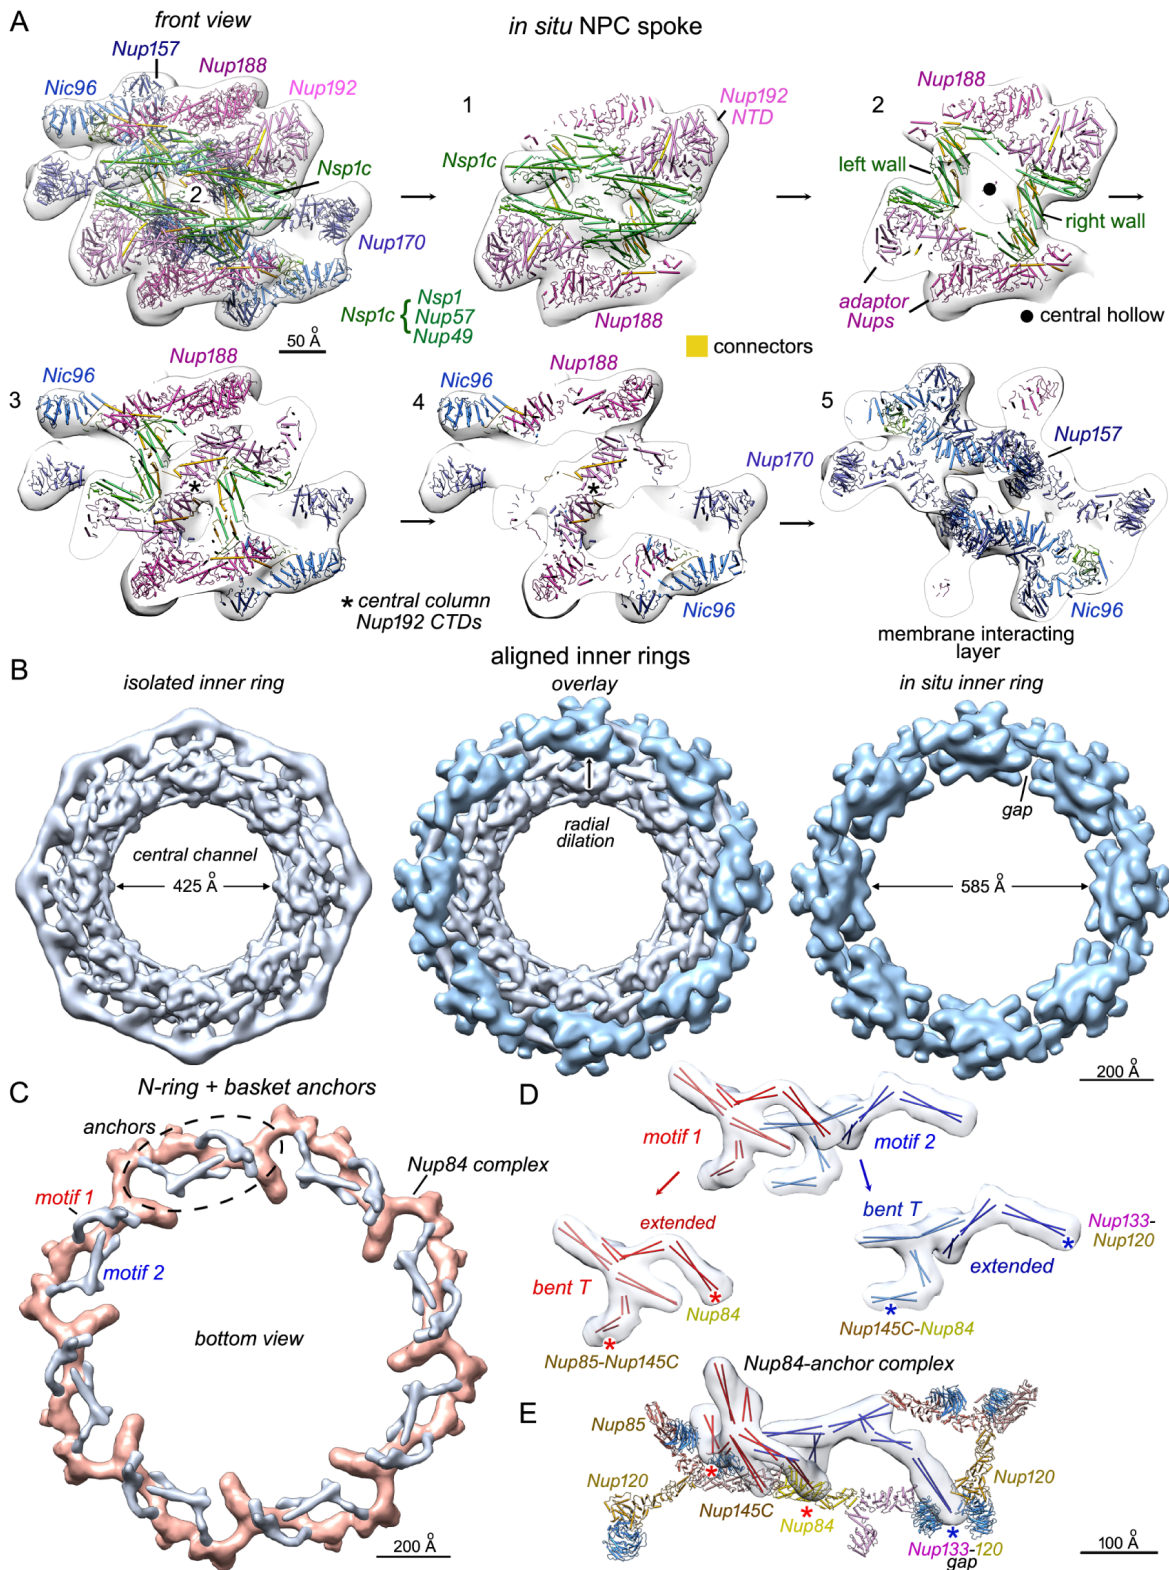 A
front view
in situ NPC spoke
Nup157
Nic96
Nup188
Nup192
2
Nsp1c
Nup170
50 Å
Nsp1c { Nsp1
Nup57
Nup49
1
Nup192
NTD
Nsp1c
Nup188
connectors
2
Nup188
left wall
right wall
adaptor
Nups
central hollow
3
Nic96
Nup188
*
* central column
Nup192 CTDs
4
Nic96
Nup188
*
Nup170
Nic96
5
Nup157
Nic96
membrane interacting
layer
B
isolated inner ring
aligned inner rings
overlay
in situ inner ring
central channel
425 Å
radial
dilation
gap
585 Å
200 Å
C
N-ring + basket anchors
anchors
Nup84 complex
motif 1
motif 2
bottom view
200 Å
D
motif 1
motif 2
extended
bent T
*
Nup84
*
Nup85-Nup145C
bent T
Nup133-
Nup120
*
extended
*
Nup145C-Nup84
E
Nup84-anchor complex
Nup85
Nup120
*
Nup145C
*
Nup84
Nup120
*
Nup133-120
gap
100 Å